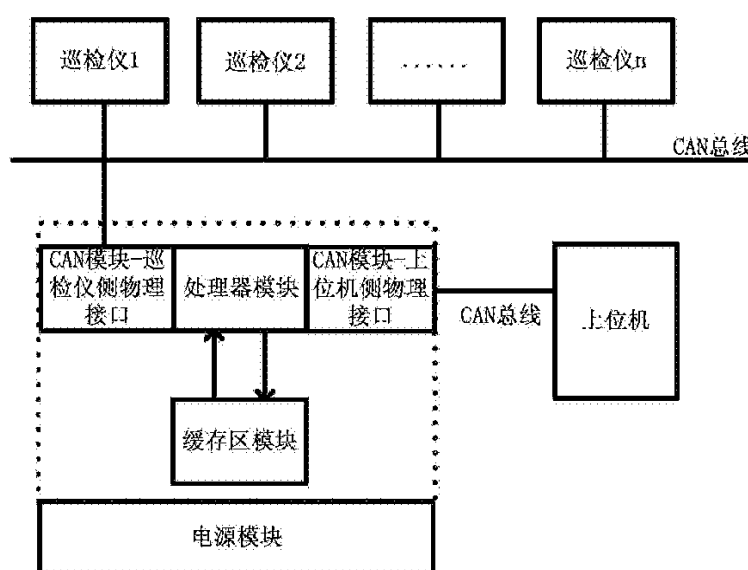 巡检仪1
巡检仪2
......
巡检仪n
CAN总线
CAN模块-巡
检仪侧物理
接口
处理器模块
CAN模块-上
位机侧物理
接口
CAN总线
上位机
缓存区模块
电源模块